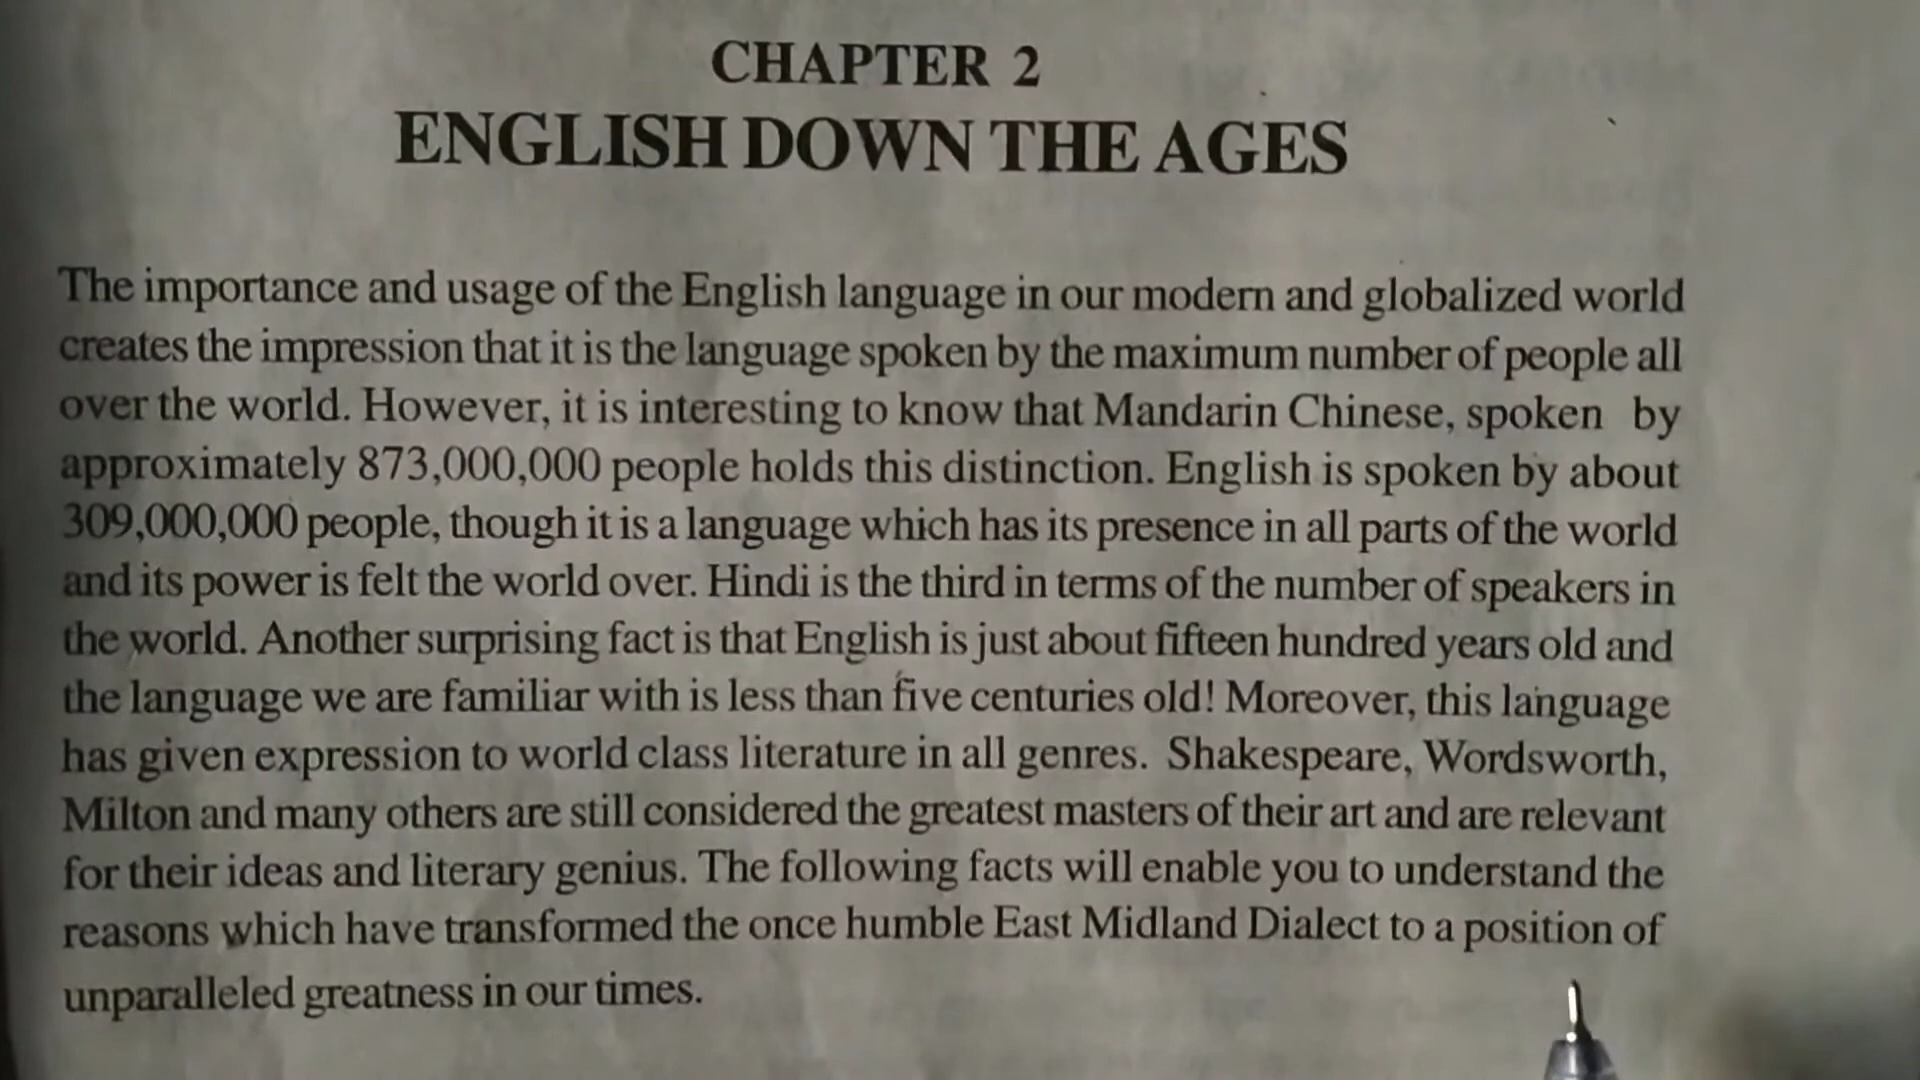 CHAPTER 2
ENGLISH DOWN THE AGES
The importance and usage of the English language in our modern and globalized world
creates the impression that it is the language spoken by the maximum number of people all
over the world. However, it is interesting to know that Mandarin Chinese, spoken by
approximately 873,000,000 people holds this distinction. English is spoken by about
309,000,000 people, though it is a language which has its presence in all parts of the world
and its power is felt the world over. Hindi is the third in terms of the number of speakers in
the world. Another surprising fact is that English is just about fifteen hundred years old and
the language we are familiar with is less than five centuries old! Moreover, this language
has given expression to world class literature in all genres. Shakespeare, Wordsworth,
Milton and many others are still considered the greatest masters of their art and are relevant
for their ideas and literary genius. The following facts will enable you to understand the
reasons which have transformed the once humble East Midland Dialect to a position of
unparalleled greatness in our times.